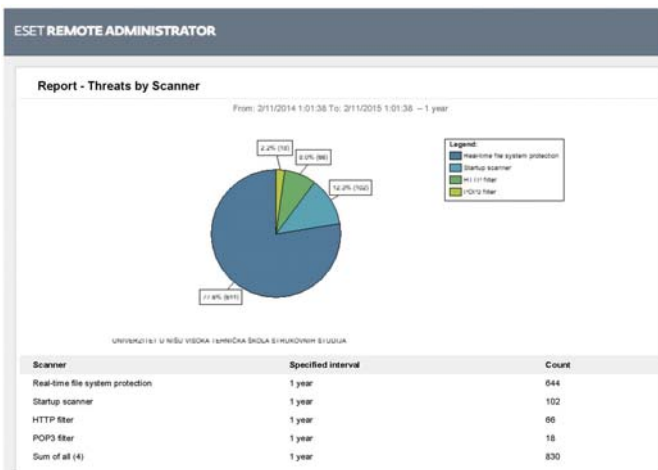 ESET REMOTE ADMINISTRATOR
Report - Threats by Scanner
From: 2/11/2014 1:01:38 To: 2/11/2015 1:01:38 -- 1 year
2.2% (18)
8.0% (66)
12.3% (102)
Legend:
Real-time file system protection
Startup scanner
HTTP filter
POP3 filter
UNIVERZITET U NIŠU VISOKA TEHNIČKA ŠKOLA STRUKOVNIH STUDIJA
Scanner Specified interval Count
Real-time file system protection 1 year 644
Startup scanner 1 year 102
HTTP filter 1 year 66
POP3 filter 1 year 18
Sum of all (4) 1 year 830